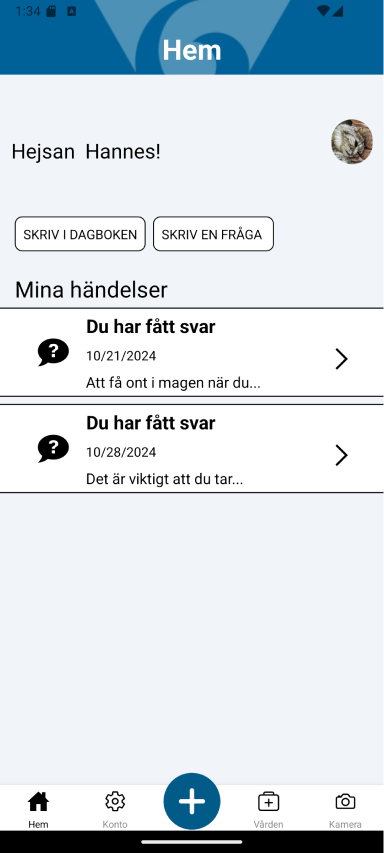 1:34
Hem
Hejsan Hannes!
SKRIV I DAGBOKEN SKRIV EN FRÅGA
Mina händelser
Du har fått svar
10/21/2024
Att få ont i magen när du...
Du har fått svar
10/28/2024
Det är viktigt att du tar...
Hem Konto Vården Kamera